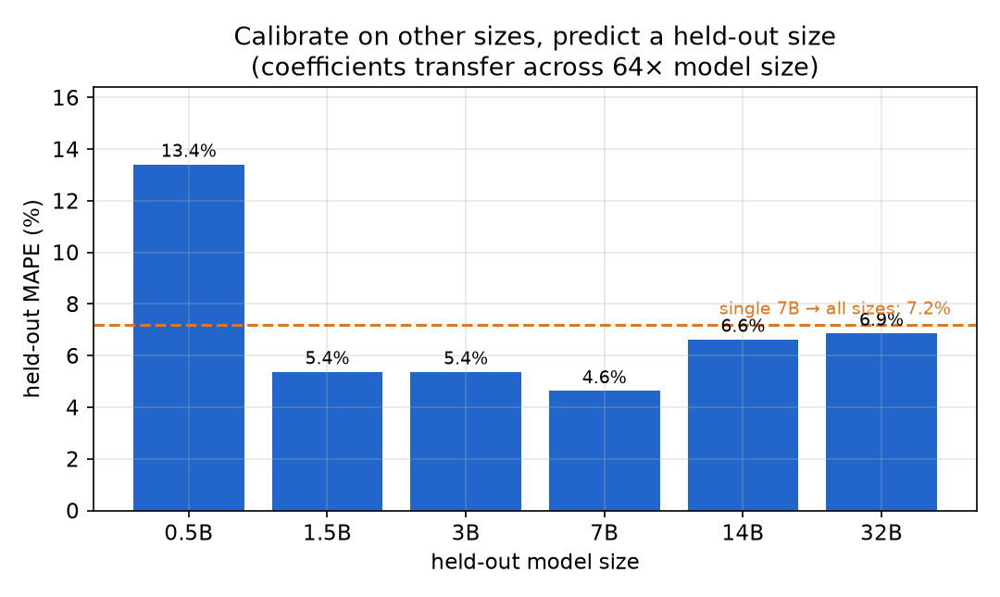 Calibrate on other sizes, predict a held-out size
(coefficients transfer across 64× model size)
held-out MAPE (%)
16
14
12
10
8
6
4
2
0
13.4%
5.4%
5.4%
4.6%
6.6%
6.9%
single 7B → all sizes: 7.2%
0.5B 1.5B 3B 7B 14B 32B
held-out model size